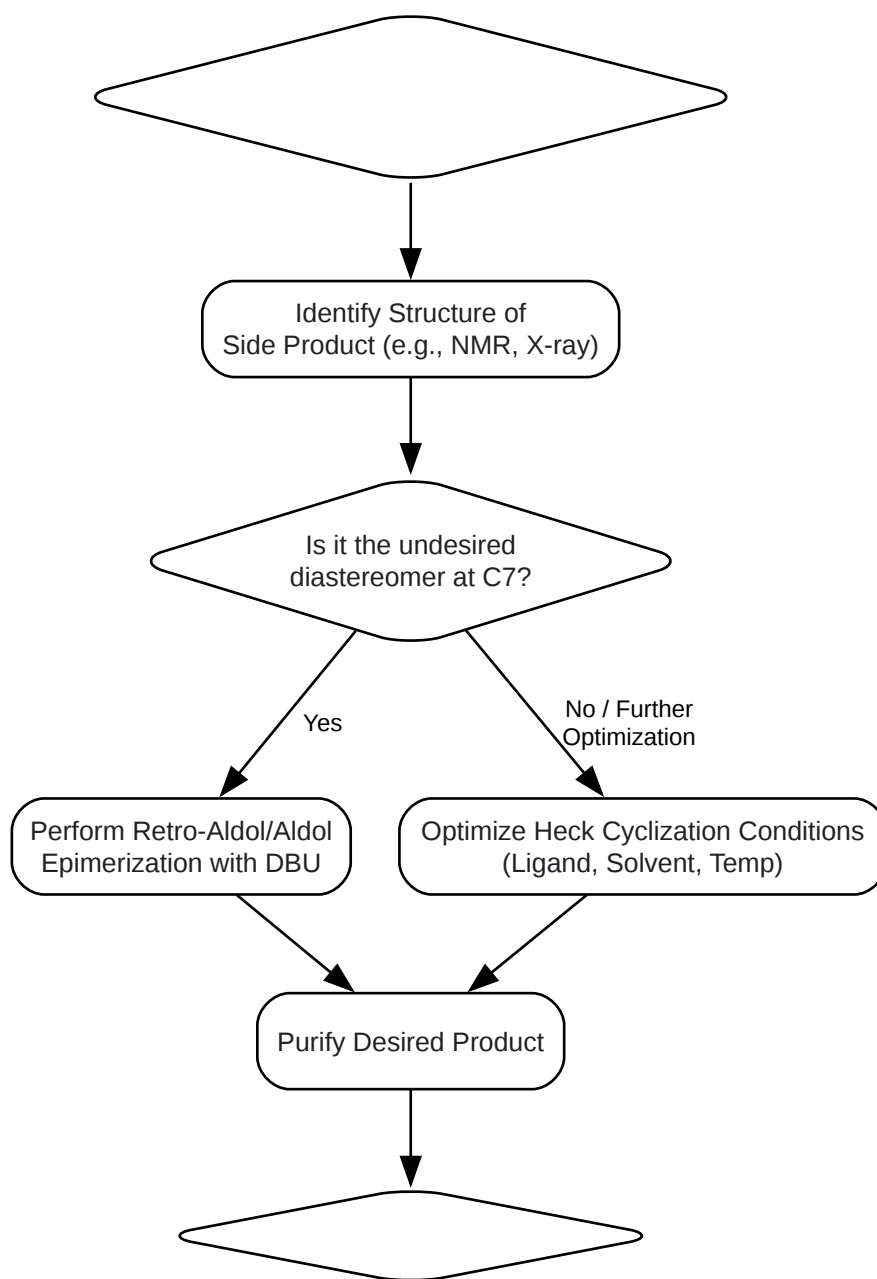 Identify Structure of
Side Product (e.g., NMR, X-ray)
Is it the undesired
diastereomer at C7?
Yes
No / Further
Optimization
Perform Retro-Aldol/Aldol
Epimerization with DBU
Optimize Heck Cyclization Conditions
(Ligand, Solvent, Temp)
Purify Desired Product